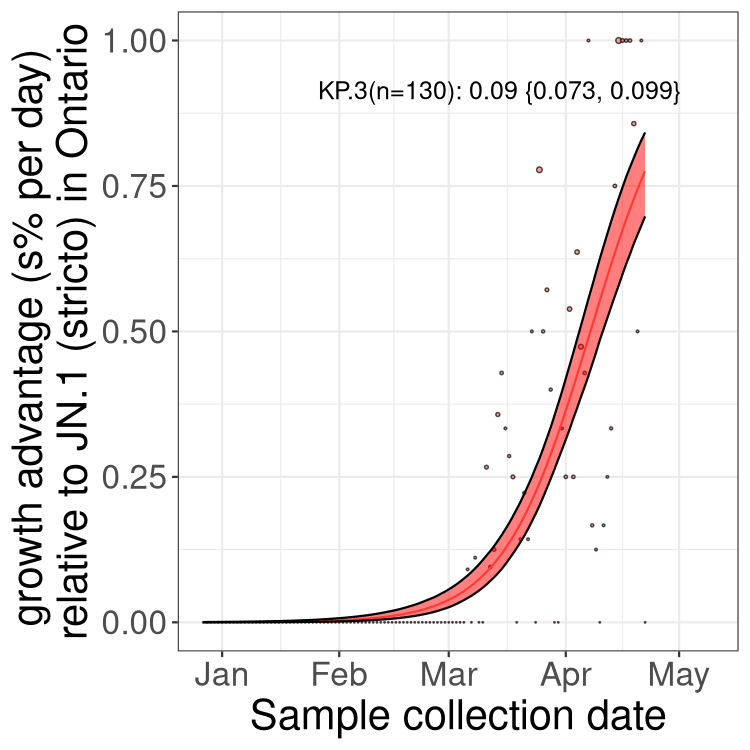 growth advantage (s% per day)
relative to JN.1 (stricto) in Ontario
1.00
0.75
0.50
0.25
0.00
KP.3(n=130): 0.09 {0.073, 0.099}
Jan
Feb
Mar
Apr
May
Sample collection date